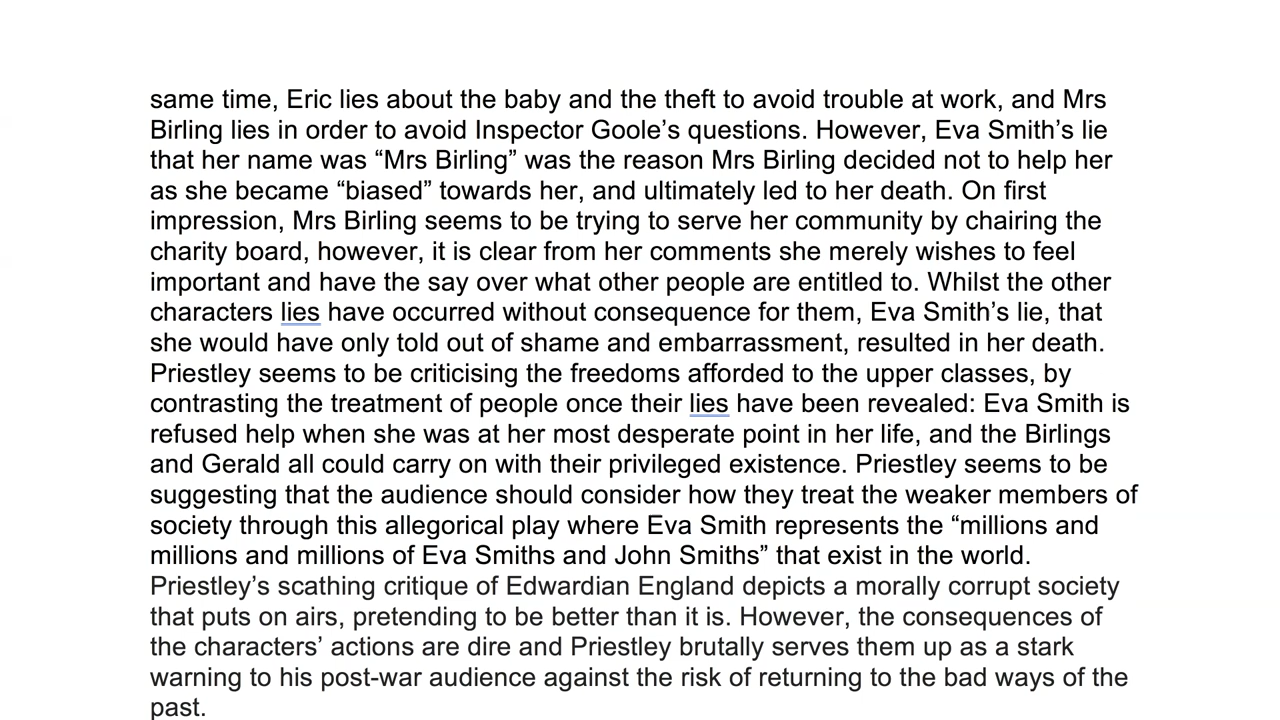 same time, Eric lies about the baby and the theft to avoid trouble at work, and Mrs
Birling lies in order to avoid Inspector Goole’s questions. However, Eva Smith’s lie
that her name was “Mrs Birling” was the reason Mrs Birling decided not to help her
as she became “biased” towards her, and ultimately led to her death. On first
impression, Mrs Birling seems to be trying to serve her community by chairing the
charity board, however, it is clear from her comments she merely wishes to feel
important and have the say over what other people are entitled to. Whilst the other
characters lies have occurred without consequence for them, Eva Smith’s lie, that
she would have only told out of shame and embarrassment, resulted in her death.
Priestley seems to be criticising the freedoms afforded to the upper classes, by
contrasting the treatment of people once their lies have been revealed: Eva Smith is
refused help when she was at her most desperate point in her life, and the Birlings
and Gerald all could carry on with their privileged existence. Priestley seems to be
suggesting that the audience should consider how they treat the weaker members of
society through this allegorical play where Eva Smith represents the “millions and
millions and millions of Eva Smiths and John Smiths” that exist in the world.
Priestley’s scathing critique of Edwardian England depicts a morally corrupt society
that puts on airs, pretending to be better than it is. However, the consequences of
the characters’ actions are dire and Priestley brutally serves them up as a stark
warning to his post-war audience against the risk of returning to the bad ways of the
past.